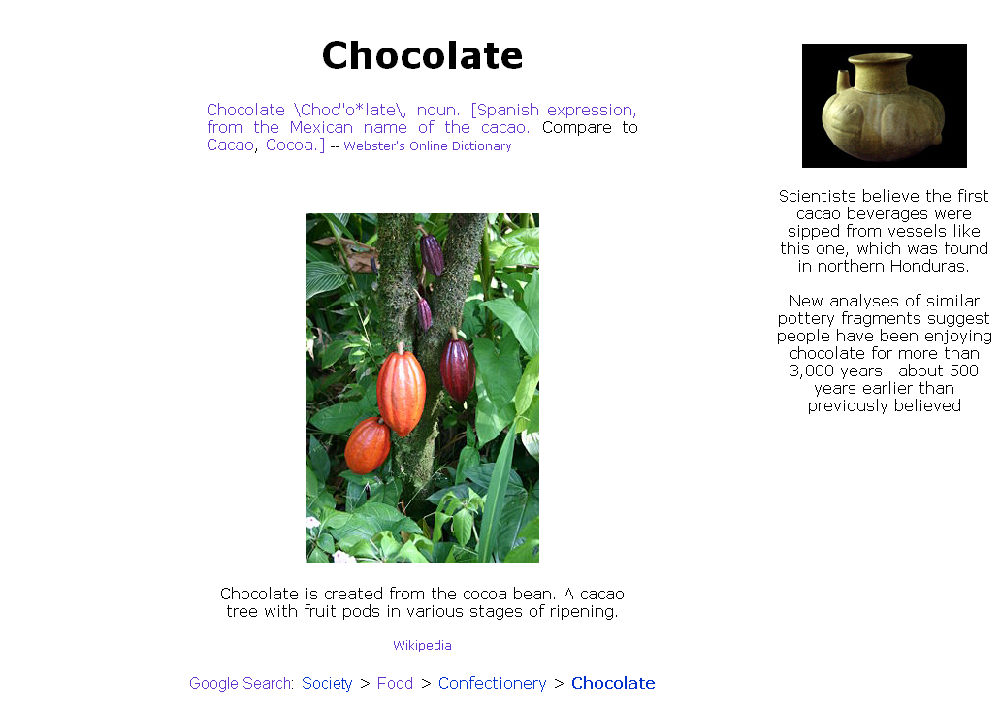 Chocolate
Chocolate \Choc"o*late\, noun. [Spanish expression,
from the Mexican name of the cacao. Compare to
Cacao, Cocoa.] -- Webster's Online Dictionary
Chocolate is created from the cocoa bean. A cacao
tree with fruit pods in various stages of ripening.
Wikipedia
Google Search: Society > Food > Confectionery > Chocolate
Scientists believe the first
cacao beverages were
sipped from vessels like
this one, which was found
in northern Honduras.
New analyses of similar
pottery fragments suggest
people have been enjoying
chocolate for more than
3,000 years—about 500
years earlier than
previously believed